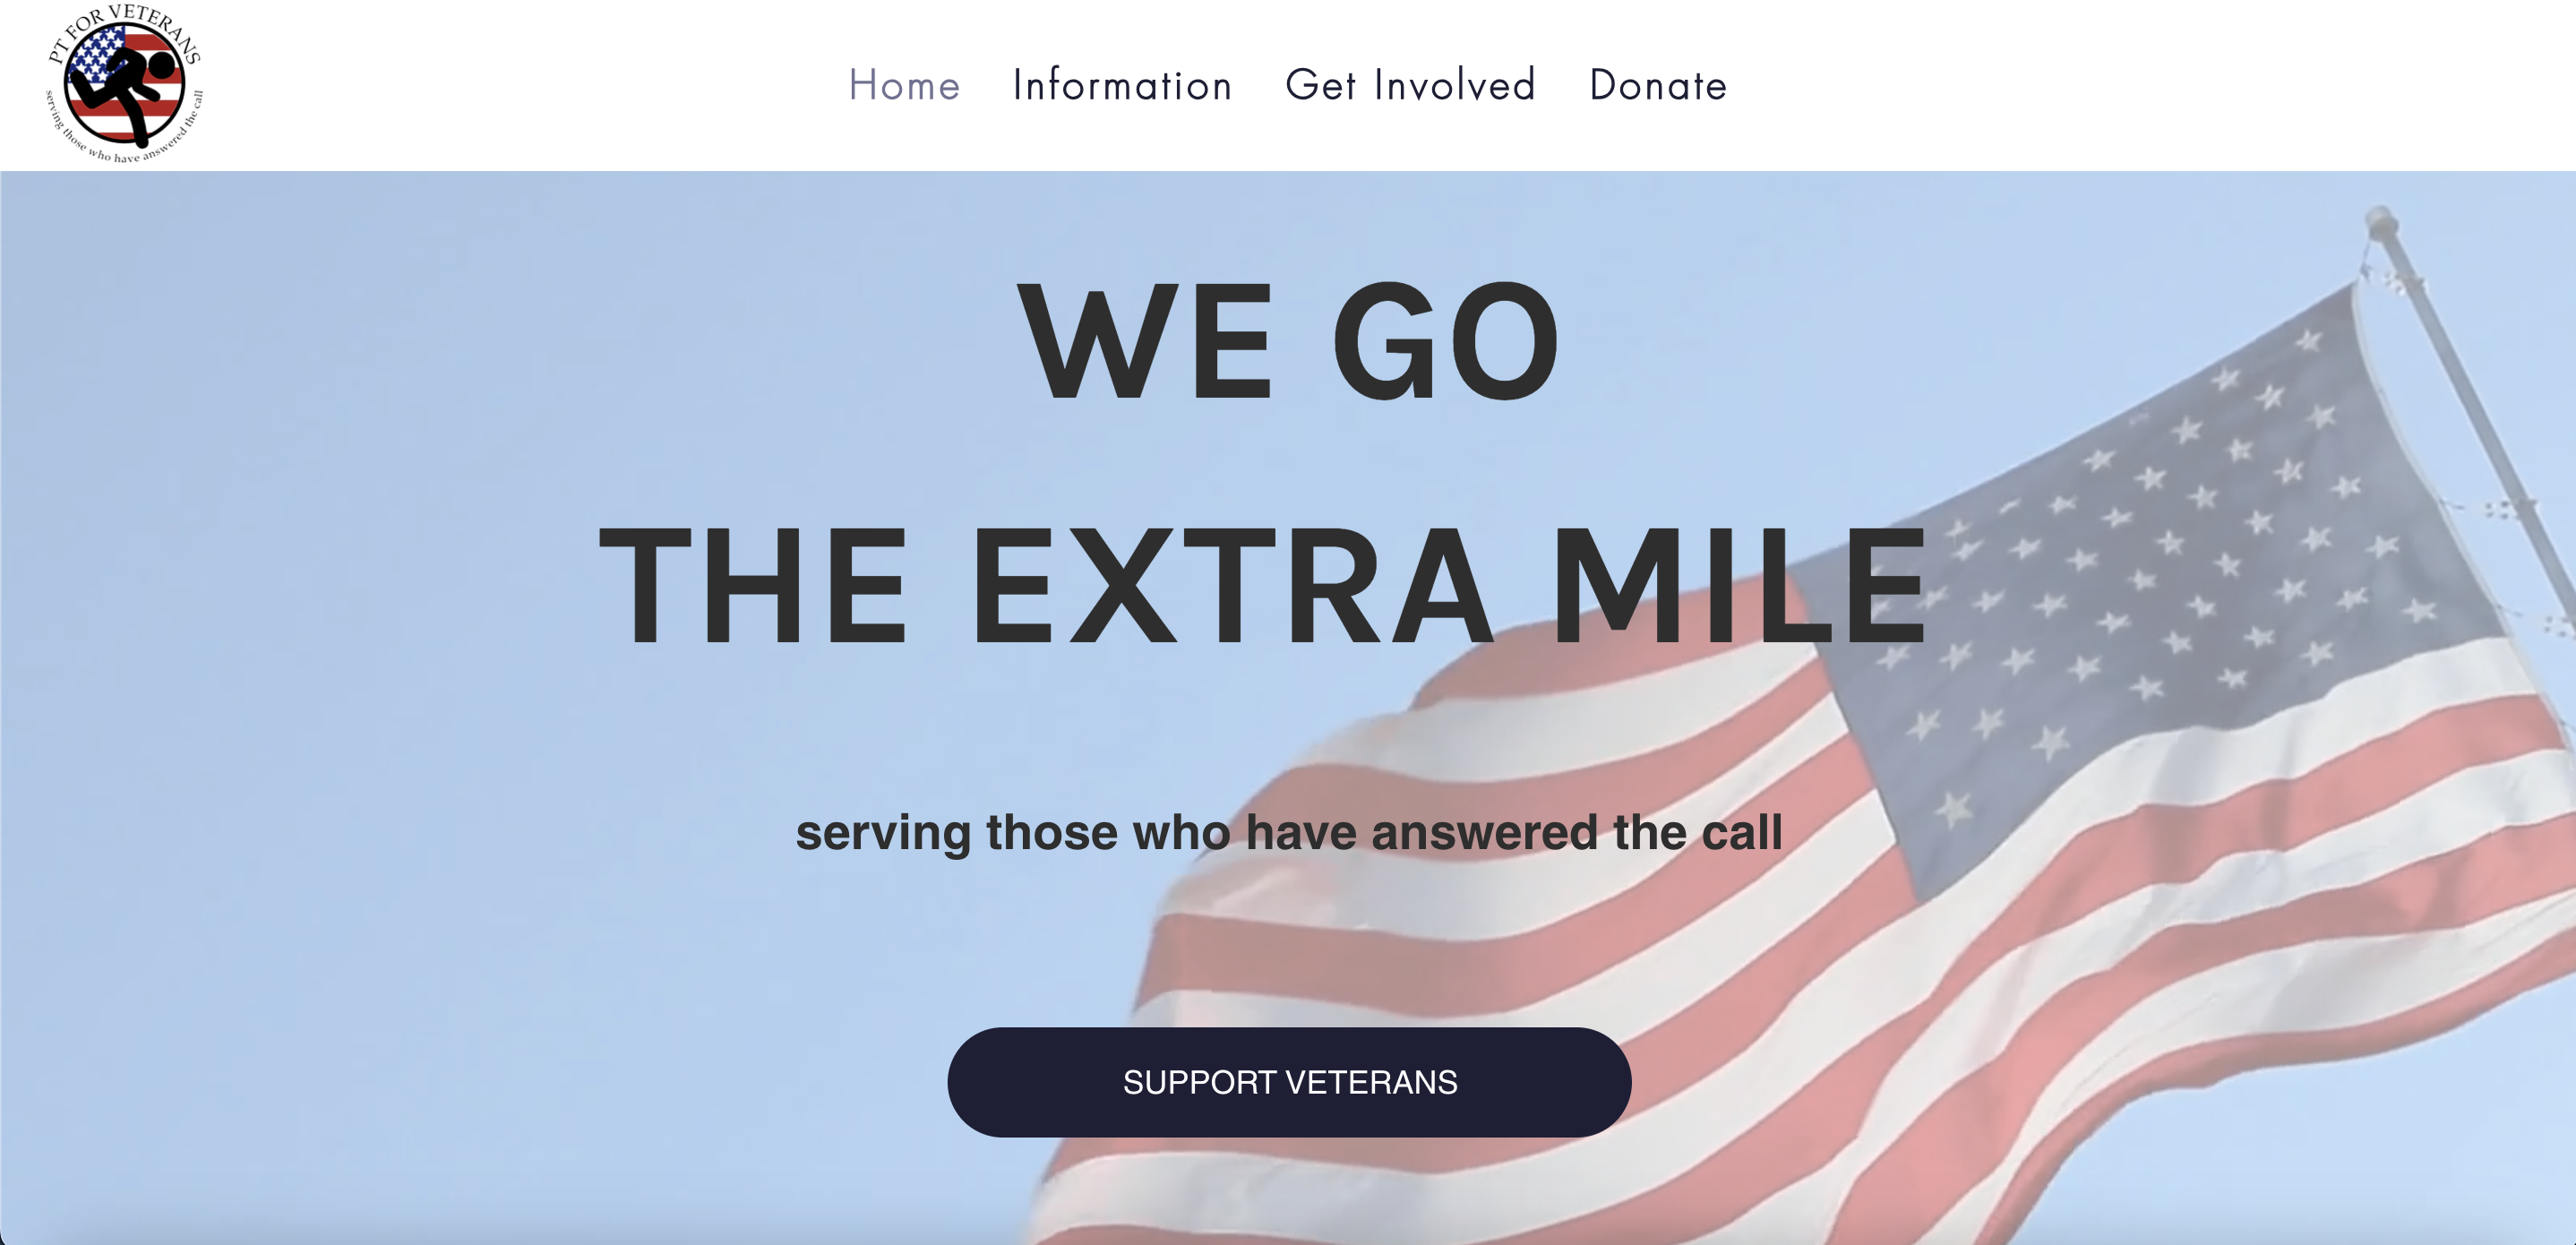 PT FOR VETERANS
serving those who have answered the call
Home Information Get Involved Donate
WE GO
THE EXTRA MILE
serving those who have answered the call
SUPPORT VETERANS